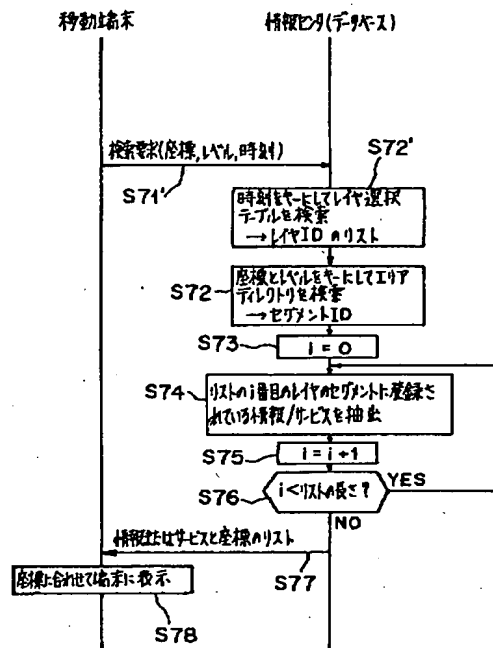 移動端末
情報センタ(データベース)
検索要求(座標,レベル,時刻)
S71'
S72'
時刻をキーにしてレイヤ選択
テーブルを検索
→レイヤIDのリスト
S72
座標とレベルをキーにしてエリア
ディレクトリを検索
→セグメントID
S73
i = 0
S74
リストのi番目のレイヤのセグメントに登録さ
れている情報/サービスを抽出
S75
i = i +1
S76
i<リストの長さ?
YES
NO
情報またはサービスと座標のリスト
S77
座標に合わせて端末に表示
S78